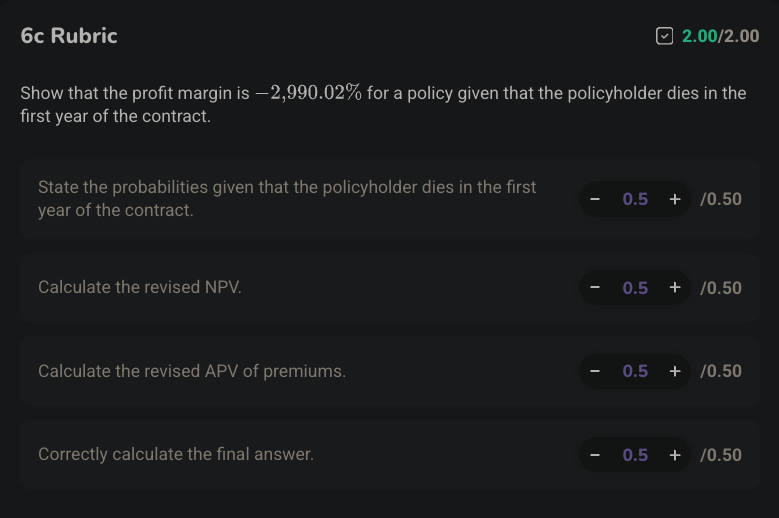 6c Rubric
2.00/2.00
Show that the profit margin is −2,990.02% for a policy given that the policyholder dies in the
first year of the contract.
State the probabilities given that the policyholder dies in the first
year of the contract.
− 0.5 + /0.50
Calculate the revised NPV.
− 0.5 + /0.50
Calculate the revised APV of premiums.
− 0.5 + /0.50
Correctly calculate the final answer.
− 0.5 + /0.50